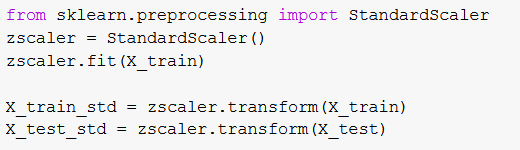 from sklearn.preprocessing import StandardScaler
zscaler = StandardScaler()
zscaler.fit(X_train)
X_train_std = zscaler.transform(X_train)
X_test_std = zscaler.transform(X_test)